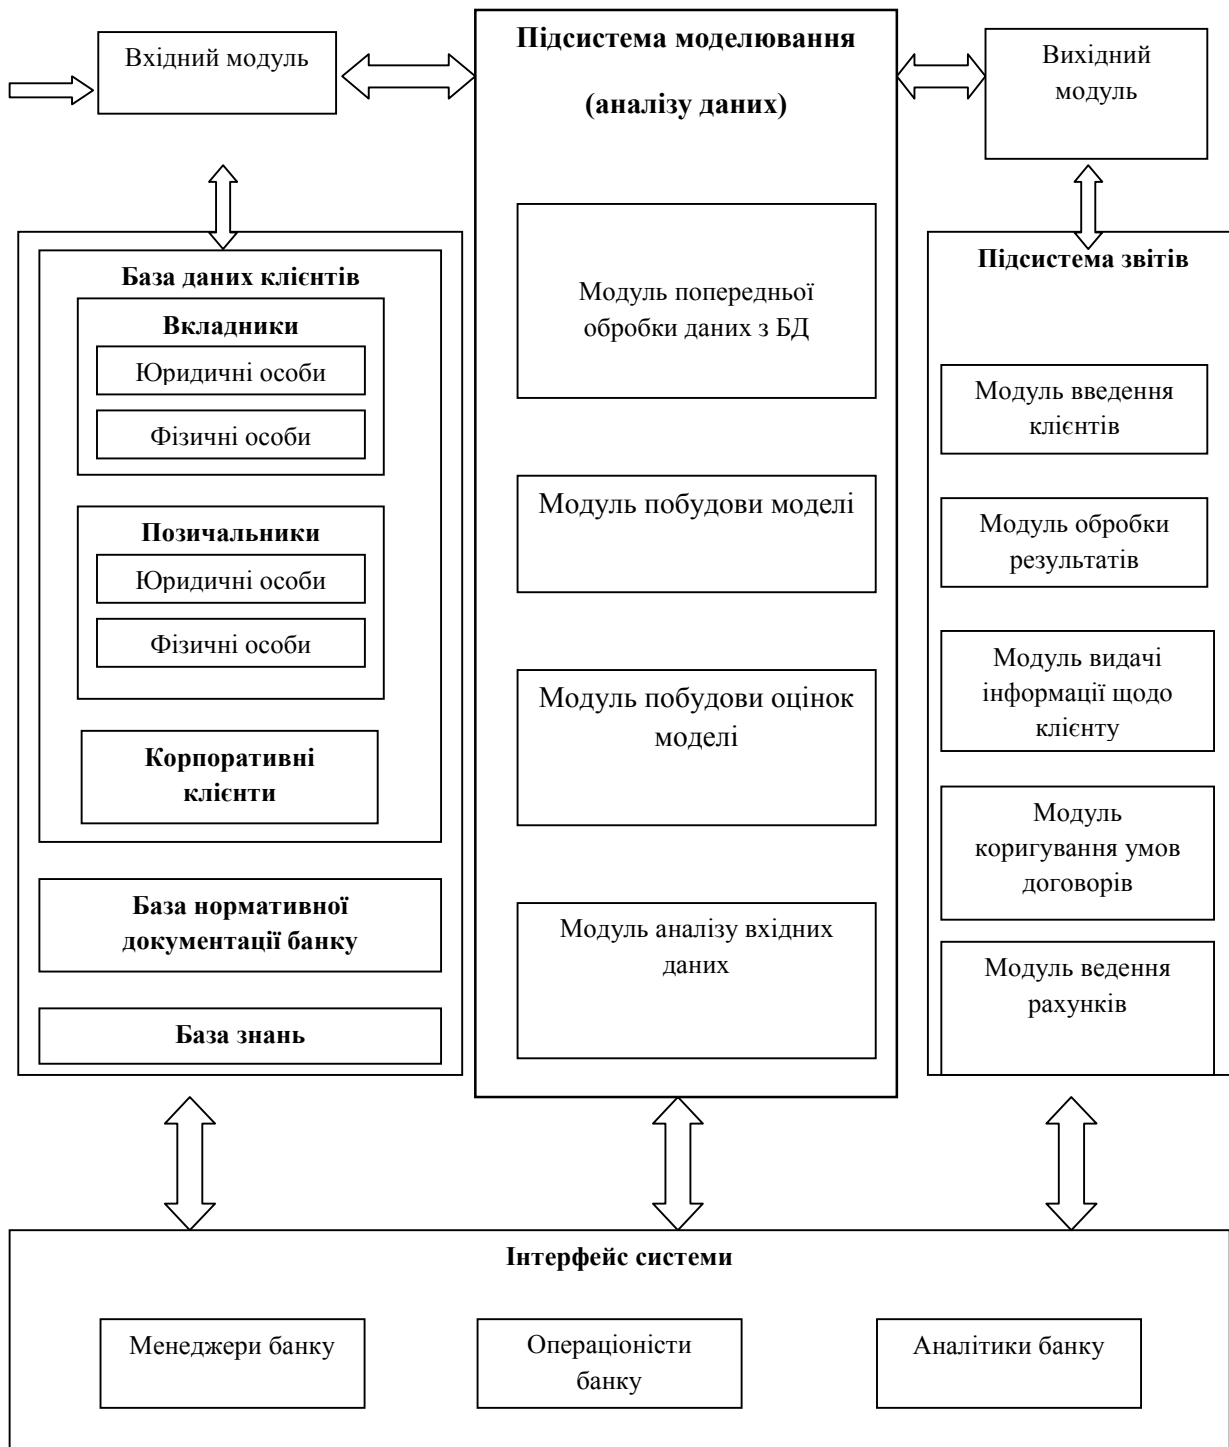 Вхідний модуль
Підсистема моделювання
(аналізу даних)
Вихідний
модуль
База даних клієнтів
Вкладники
Юридичні особи
Фізичні особи
Позичальники
Юридичні особи
Фізичні особи
Корпоративні
клієнти
База нормативної
документації банку
База знань
Модуль попередньої
обробки даних з БД
Модуль побудови моделі
Модуль побудови оцінок
моделі
Модуль аналізу вхідних
даних
Підсистема звітів
Модуль введення
клієнтів
Модуль обробки
результатів
Модуль видачі
інформації щодо
клієнту
Модуль
коригування умов
договорів
Модуль ведення
рахунків
Інтерфейс системи
Менеджери банку
Операціоністи
банку
Аналітики банку